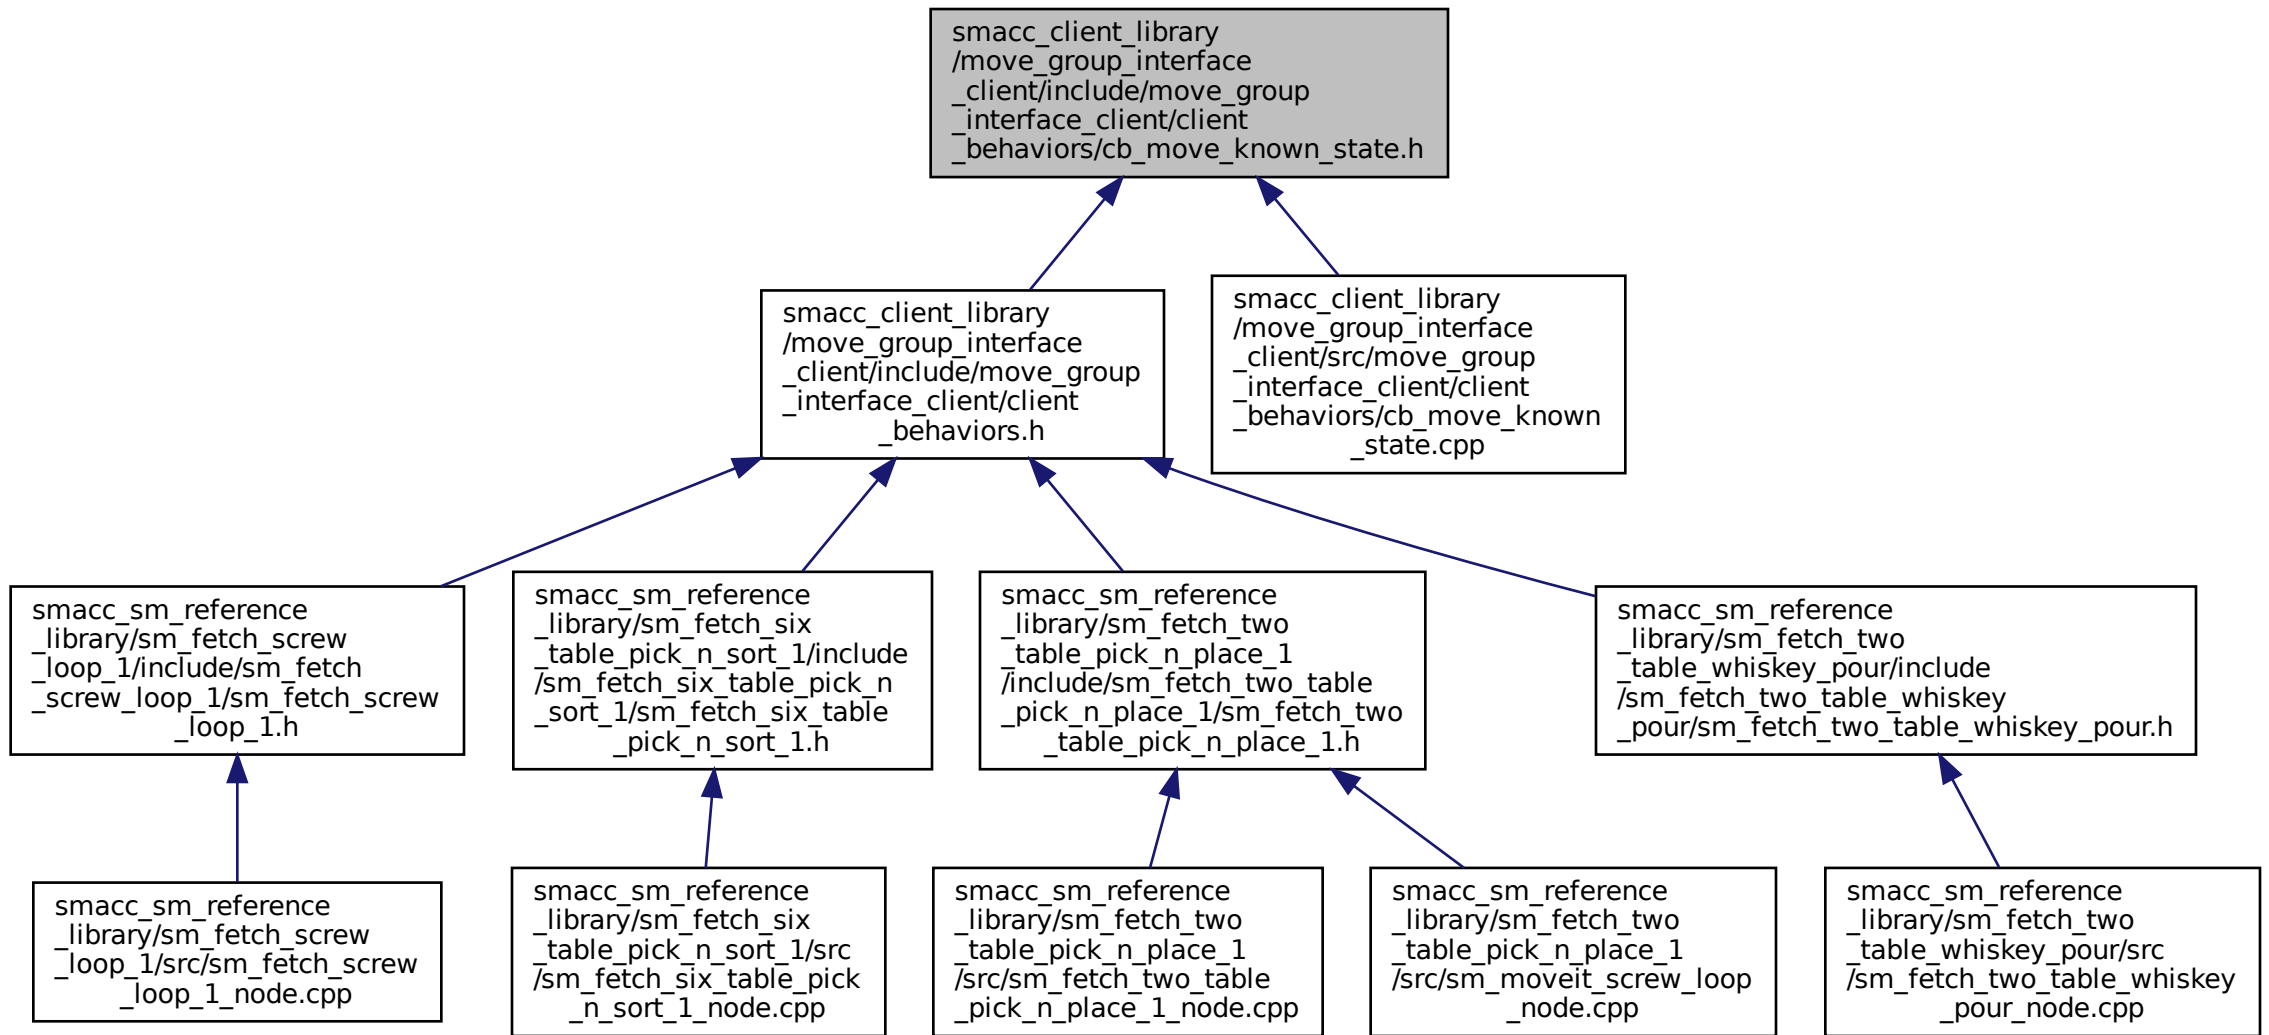 smacc_client_library
/move_group_interface
_client/include/move_group
_interface_client/client
_behaviors/cb_move_known_state.h
smacc_client_library
/move_group_interface
_client/include/move_group
_interface_client/client
_behaviors.h
smacc_client_library
/move_group_interface
_client/src/move_group
_interface_client/client
_behaviors/cb_move_known
_state.cpp
smacc_sm_reference
_library/sm_fetch_screw
_loop_1/include/sm_fetch
_screw_loop_1/sm_fetch_screw
_loop_1.h
smacc_sm_reference
_library/sm_fetch_six
_table_pick_n_sort_1/include
/sm_fetch_six_table_pick_n
_sort_1/sm_fetch_six_table
_pick_n_sort_1.h
smacc_sm_reference
_library/sm_fetch_two
_table_pick_n_place_1
/include/sm_fetch_two_table
_pick_n_place_1/sm_fetch_two
_table_pick_n_place_1.h
smacc_sm_reference
_library/sm_fetch_two
_table_whiskey_pour/include
/sm_fetch_two_table_whiskey
_pour/sm_fetch_two_table_whiskey_pour.h
smacc_sm_reference
_library/sm_fetch_screw
_loop_1/src/sm_fetch_screw
_loop_1_node.cpp
smacc_sm_reference
_library/sm_fetch_six
_table_pick_n_sort_1/src
/sm_fetch_six_table_pick
_n_sort_1_node.cpp
smacc_sm_reference
_library/sm_fetch_two
_table_pick_n_place_1
/src/sm_fetch_two_table
_pick_n_place_1_node.cpp
smacc_sm_reference
_library/sm_fetch_two
_table_pick_n_place_1
/src/sm_moveit_screw_loop
_node.cpp
smacc_sm_reference
_library/sm_fetch_two
_table_whiskey_pour/src
/sm_fetch_two_table_whiskey
_pour_node.cpp